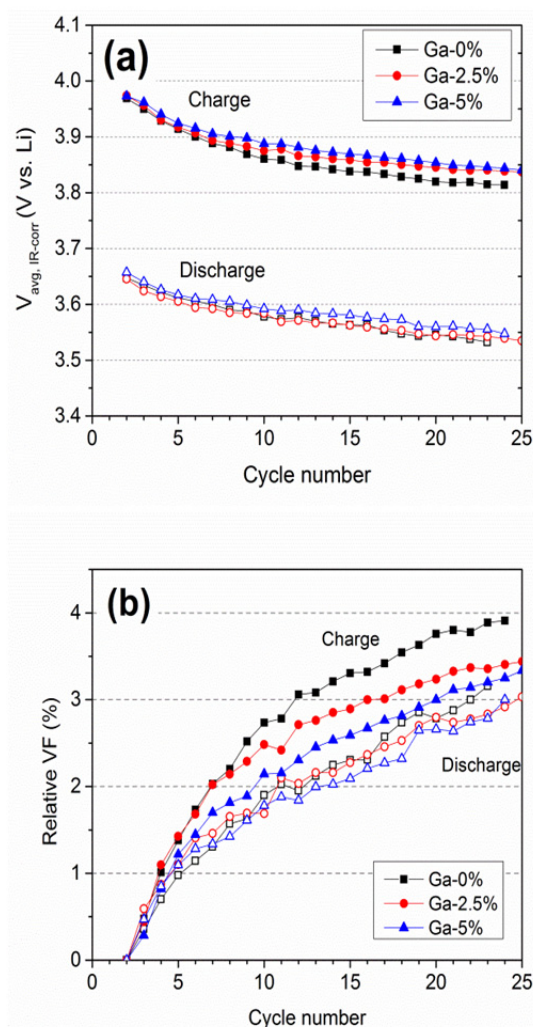 (a)
Ga-0%
Ga-2.5%
Ga-5%
Charge
Discharge
4.1
4.0
3.9
3.8
3.7
3.6
3.5
3.4
V avg, IR-corr (V vs. Li)
0 5 10 15 20 25
Cycle number
(b)
Charge
Discharge
Ga-0%
Ga-2.5%
Ga-5%
4
3
2
1
0
Relative VF (%)
0 5 10 15 20 25
Cycle number